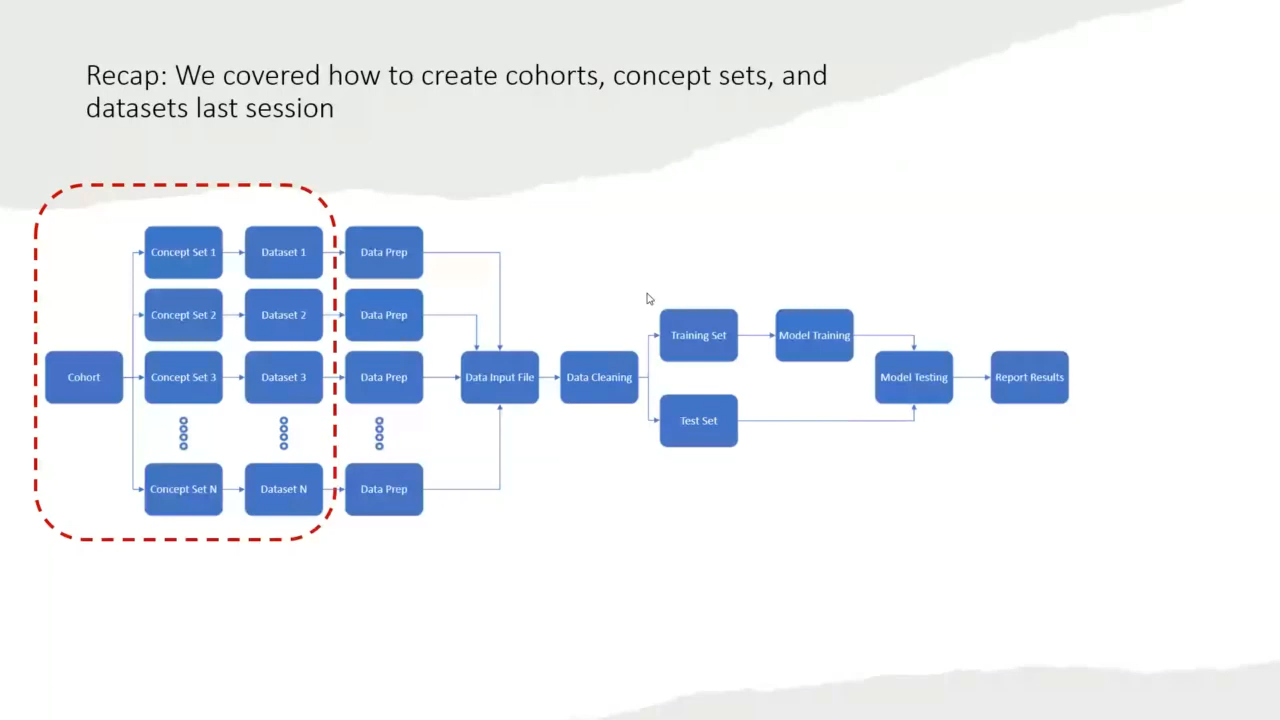 Recap: We covered how to create cohorts, concept sets, and
datasets last session
Concept Set 1
Dataset 1
Data Prep
Concept Set 2
Dataset 2
Data Prep
Training Set
Model Training
Cohort
Concept Set 3
Dataset 3
Data Prep
Data Input File
Data Cleaning
Model Testing
Report Results
Test Set
Concept Set N
Dataset N
Data Prep